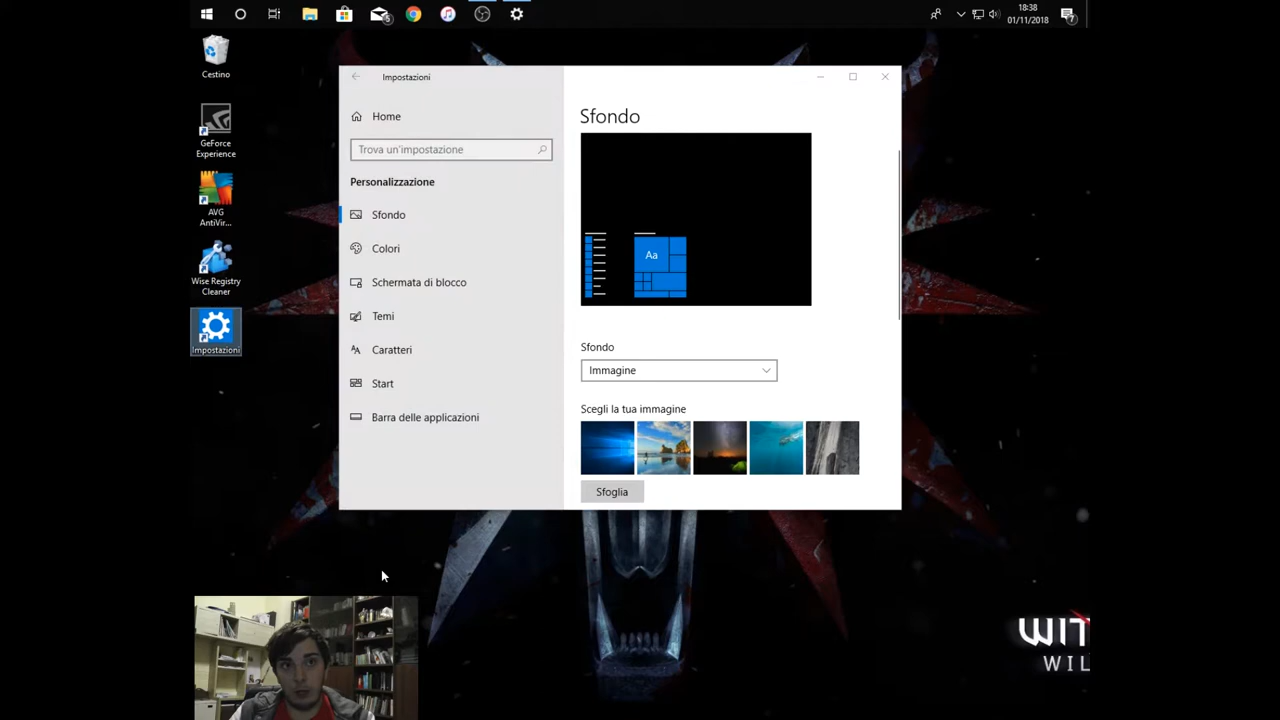 5
18:38
01/11/2018
7
Cestino
GeForce
Experience
AVG
AntiVir...
Wise Registry
Cleaner
Impostazioni
Impostazioni
Home
Trova un'impostazione
Personalizzazione
Sfondo
Colori
Schermata di blocco
Temi
Caratteri
Start
Barra delle applicazioni
Sfondo
Aa
Sfondo
Immagine
Scegli la tua immagine
Sfoglia
WIT
WIL